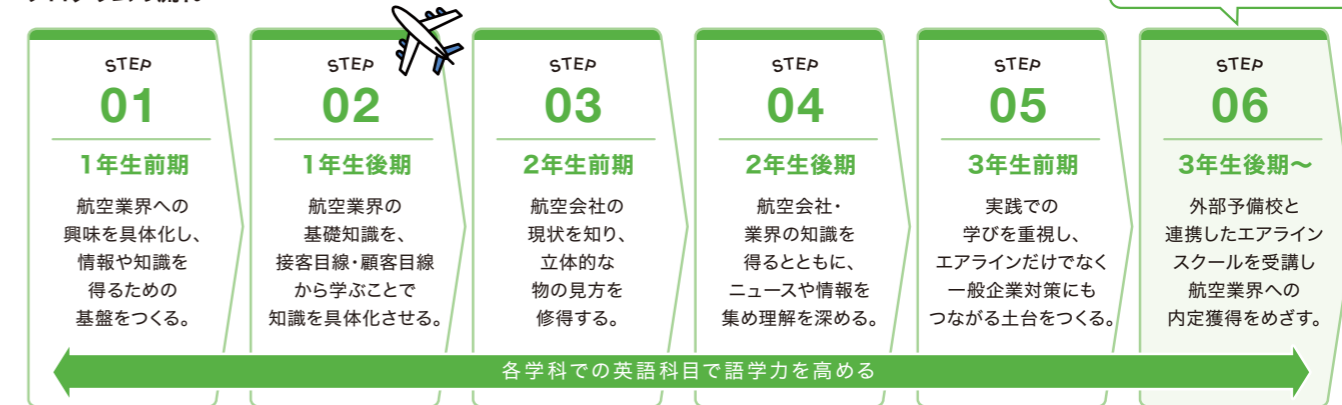 STEP
01
1年生前期
航空業界への
興味を具体化し、
情報や知識を
得るための
基盤をつくる。
STEP
02
1年生後期
航空業界の
基礎知識を、
接客目線・顧客目線
から学ぶことで
知識を具体化させる。
STEP
03
2年生前期
航空会社の
現状を知り、
立体的な
物の見方を
修得する。
STEP
04
2年生後期
航空会社・
業界の知識を
得るとともに、
ニュースや情報を
集め理解を深める。
STEP
05
3年生前期
実践での
学びを重視し、
エアラインだけでなく
一般企業対策にも
つながる土台をつくる。
STEP
06
3年生後期〜
外部予備校と
連携したエアライン
スクールを受講し
航空業界への
内定獲得をめざす。
各学科での英語科目で語学力を高める